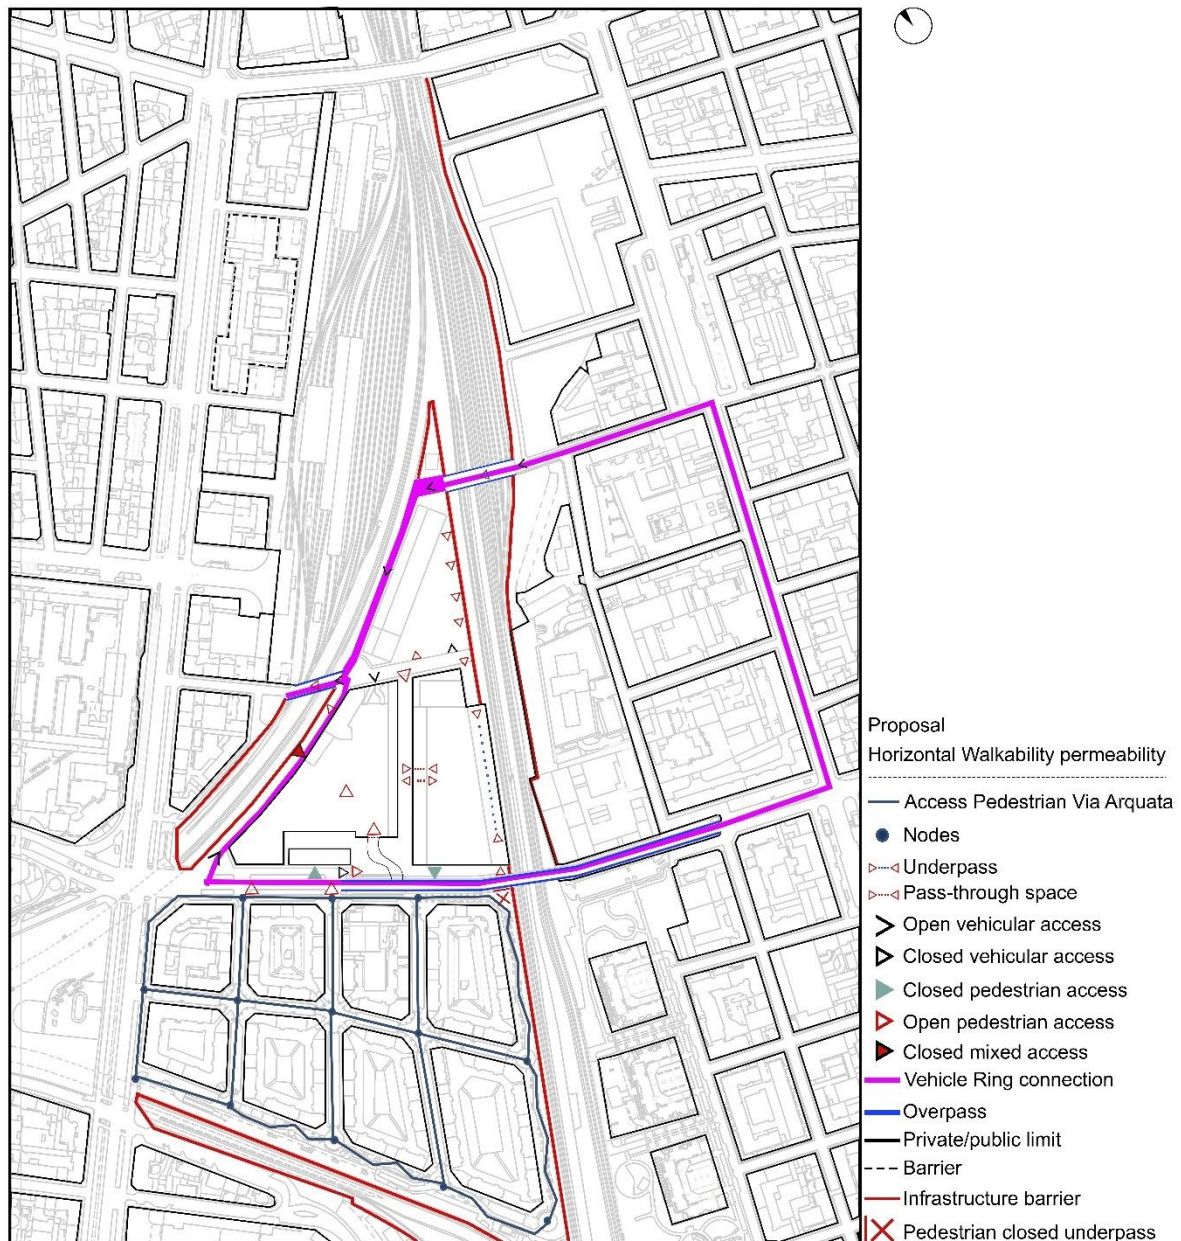 Proposal
Horizontal Walkability permeability
Access Pedestrian Via Arquata
Nodes
Underpass
Pass-through space
Open vehicular access
Closed vehicular access
Closed pedestrian access
Open pedestrian access
Closed mixed access
Vehicle Ring connection
Overpass
Private/public limit
Barrier
Infrastructure barrier
Pedestrian closed underpass